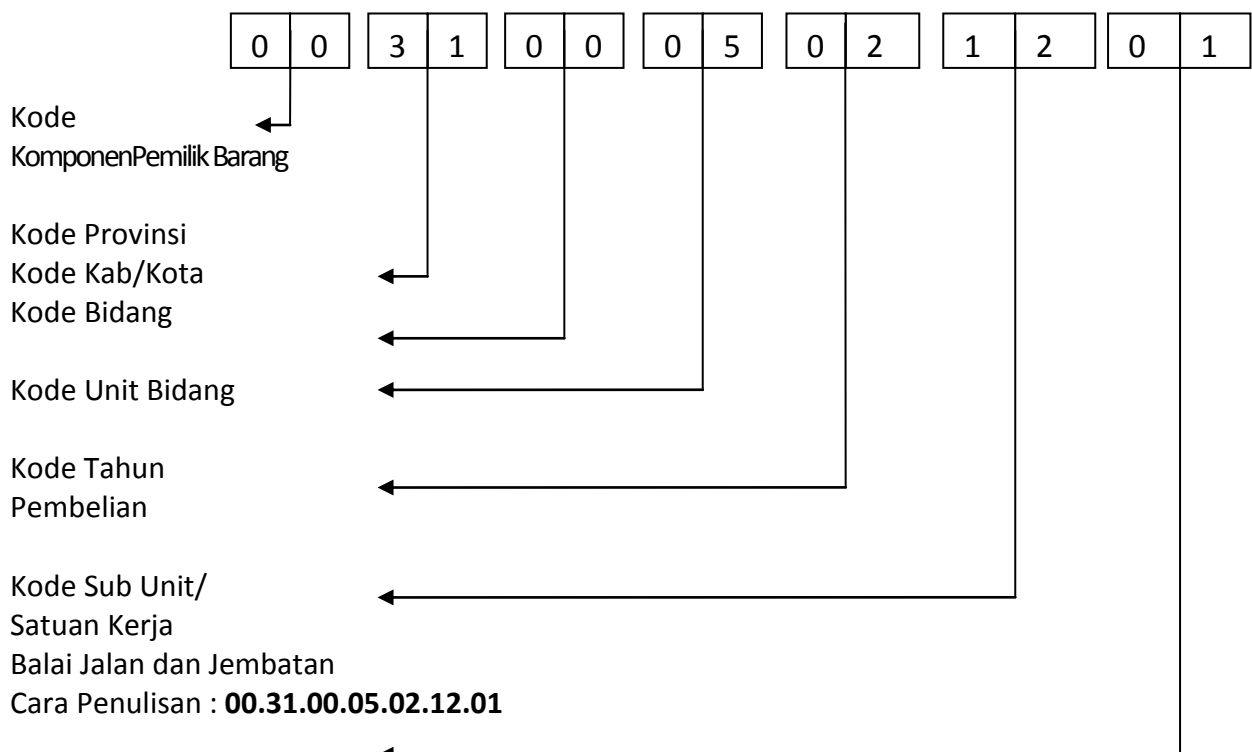 0 0 3 1 0 0 0 5 0 2 1 2 0 1
Kode
KomponenPemilik Barang
Kode Provinsi
Kode Kab/Kota
Kode Bidang
Kode Unit Bidang
Kode Tahun
Pembelian
Kode Sub Unit/
Satuan Kerja
Balai Jalan dan Jembatan
Cara Penulisan : 00.31.00.05.02.12.01